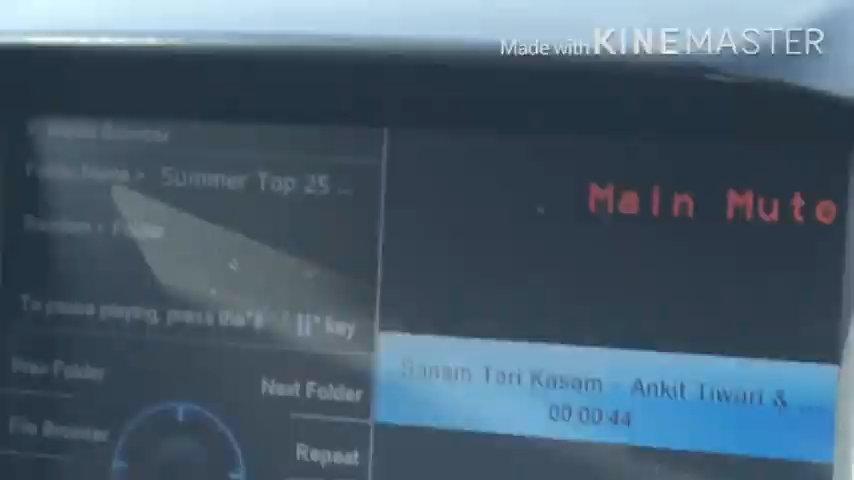 Made with KINEMASTER
Summer Top 25 ...
Main Mute
Random : Folder
To pause playing, press the " " key
Sanam Teri Kasam - Ankit Tiwari & ...
00:00:44
Prev Folder
Next Folder
File Browser
Repeat